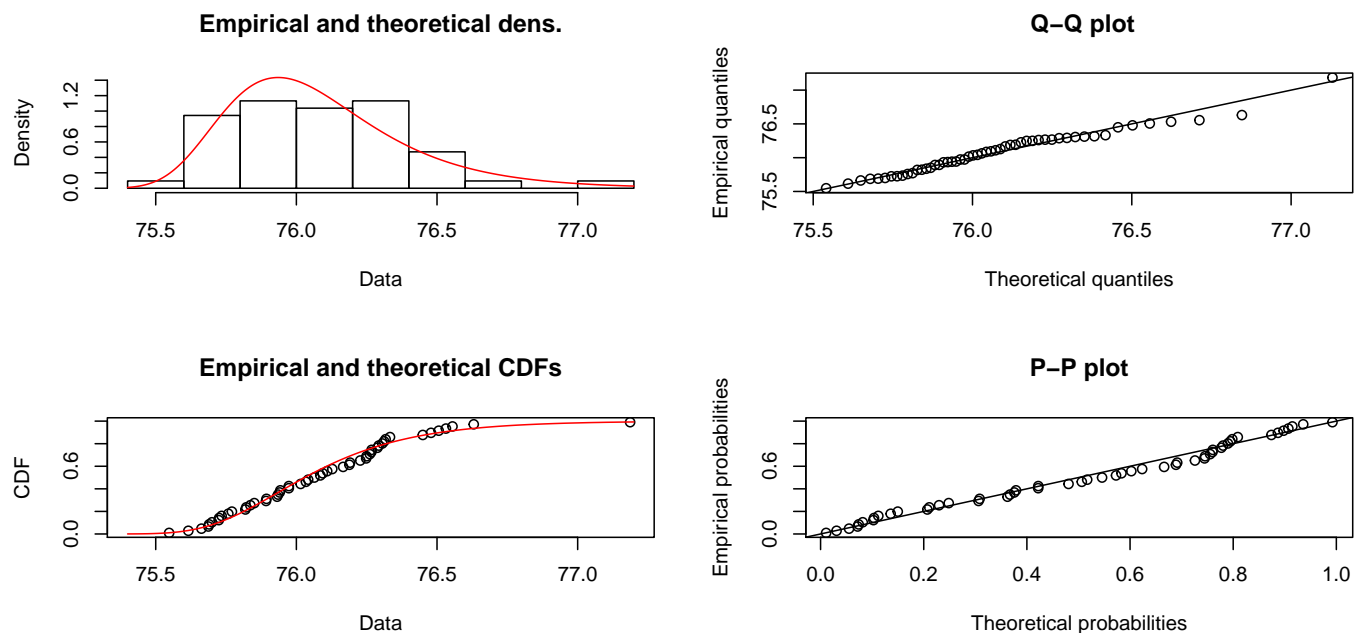 Empirical and theoretical dens.
Density
0.0 0.6 1.2
75.5 76.0 76.5 77.0
Data
Q−Q plot
Empirical quantiles
75.5 76.5
75.5 76.0 76.5 77.0
Theoretical quantiles
Empirical and theoretical CDFs
CDF
0.0 0.6
75.5 76.0 76.5 77.0
Data
P−P plot
Empirical probabilities
0.0 0.6
0.0 0.2 0.4 0.6 0.8 1.0
Theoretical probabilities